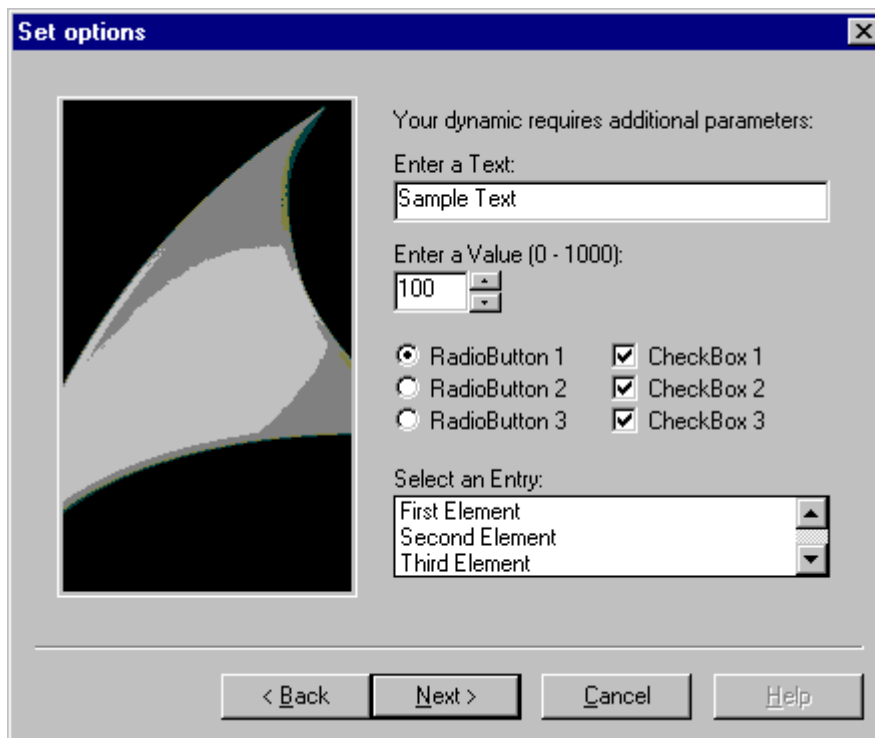 Set options
Your dynamic requires additional parameters:
Enter a Text:
Sample Text
Enter a Value (0 - 1000):
100
RadioButton 1 CheckBox 1
RadioButton 2 CheckBox 2
RadioButton 3 CheckBox 3
Select an Entry:
First Element
Second Element
Third Element
< Back Next > Cancel Help